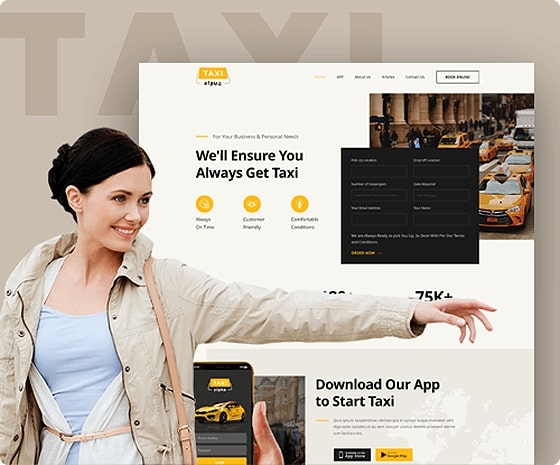 TAXI
TAXI
alpha
Home
APP
About Us
Articles
Contact Us
BOOK ONLINE
For Your Business & Personal Needs
We'll Ensure You
Always Get Taxi
Always
On Time
Customer
Friendly
Comfortable
Conditions
Pick Up Location
Drop off Location
Number of Passengers
Date Required
Your Email Address
Your Name
We are Always Ready to pick You Up, So Book With Per Our Terms
and Conditions.
ORDER NOW
75K+
TAXI
alpha
Download Our App
to Start Taxi
App Store
Google Play